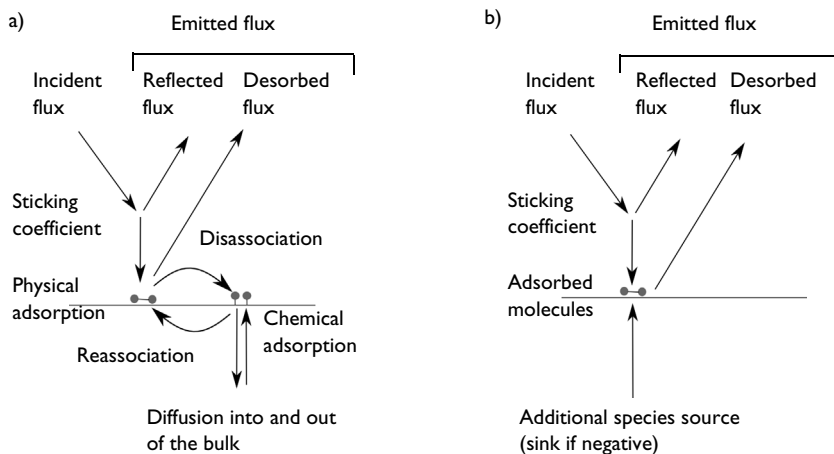 a)
Emitted flux
Incident
flux
Reflected
flux
Desorbed
flux
Sticking
coefficient
Disassociation
Physical
adsorption
Chemical
adsorption
Reassociation
Diffusion into and out
of the bulk
b)
Emitted flux
Incident
flux
Reflected
flux
Desorbed
flux
Sticking
coefficient
Adsorbed
molecules
Additional species source
(sink if negative)